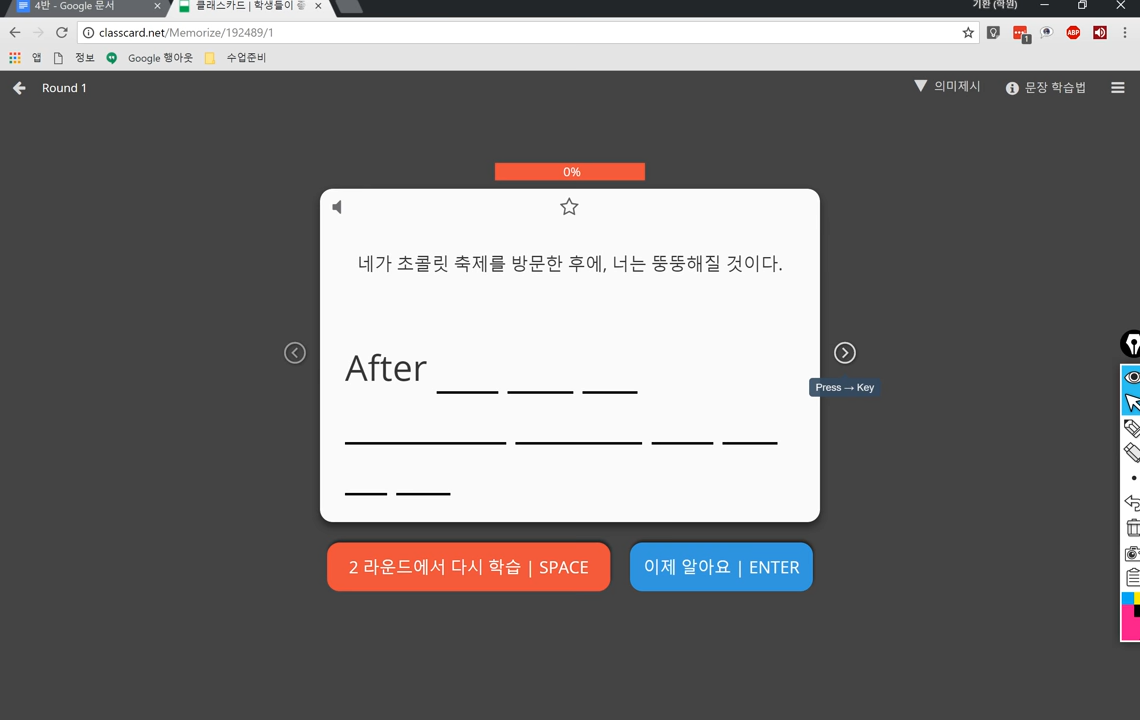 4반 - Google 문서
클래스카드 | 학생들이 좋
기환 (학원)
classcard.net/Memorize/192489/1
1
ABP
앱 정보 Google 행아웃 수업준비
Round 1
의미제시
문장 학습법
0%
네가 초콜릿 축제를 방문한 후에, 너는 뚱뚱해질 것이다.
After
Press → Key
2 라운드에서 다시 학습 | SPACE
이제 알아요 | ENTER